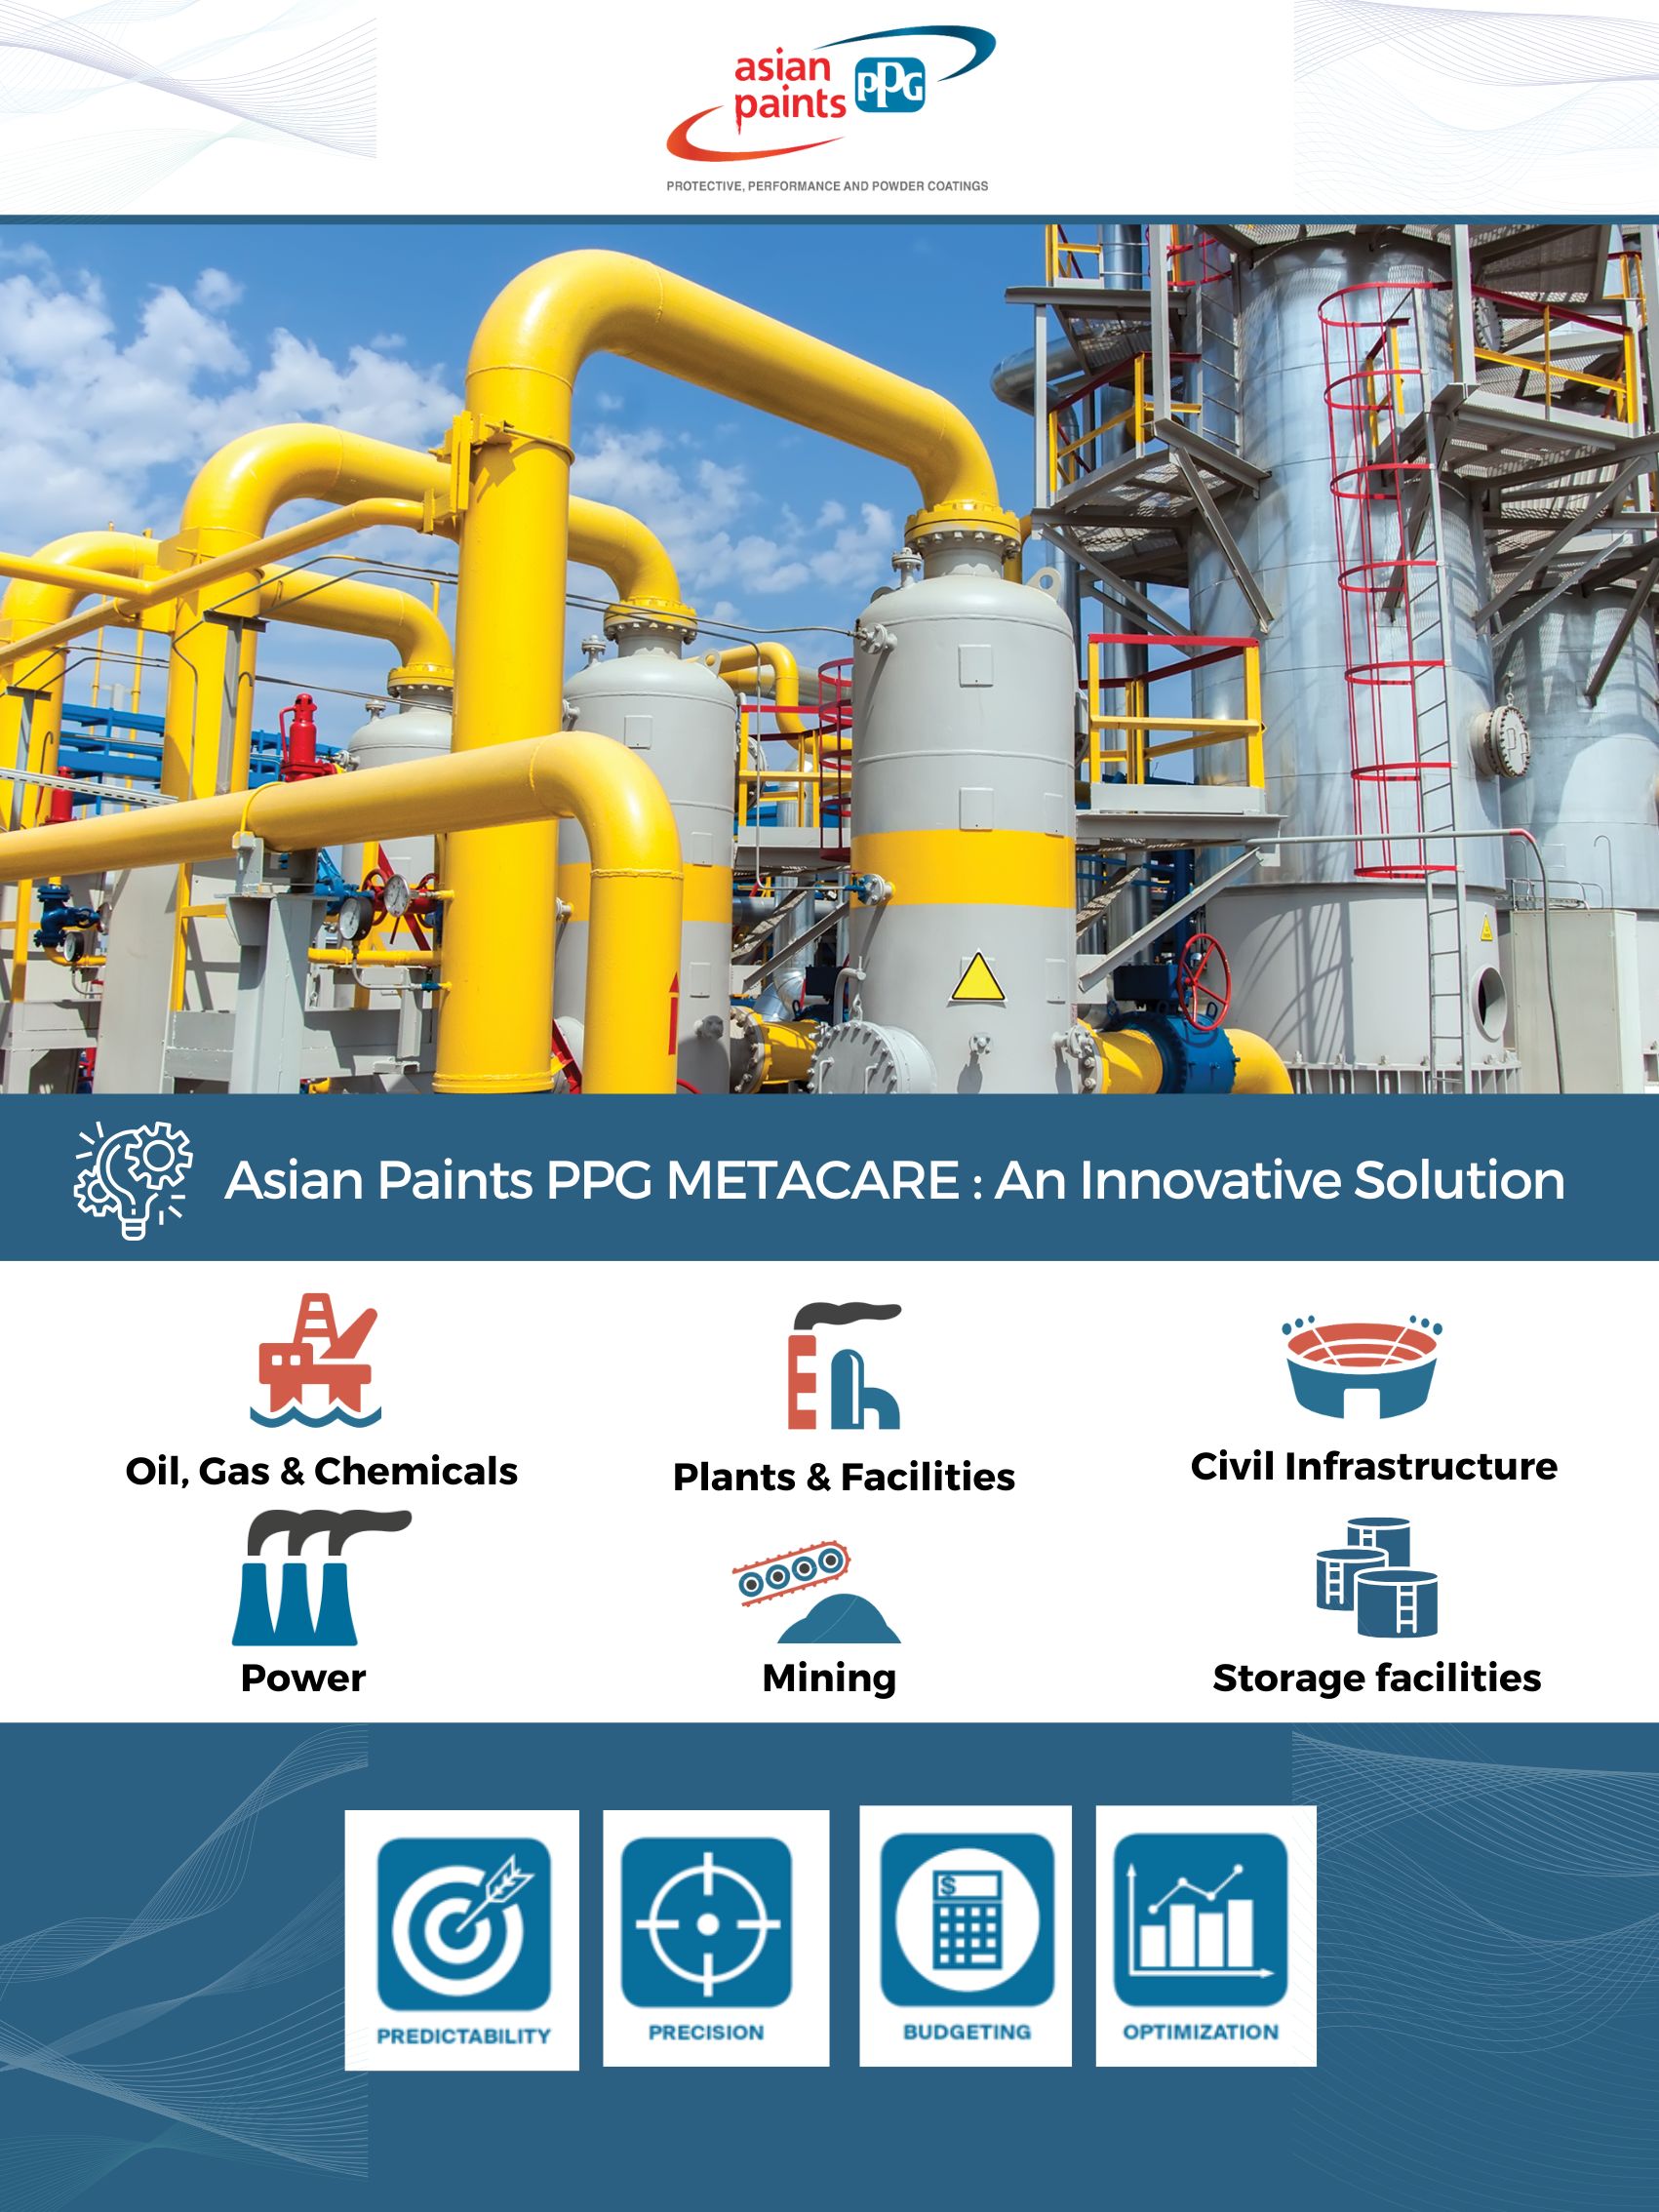 asian
paints
PPG
PROTECTIVE, PERFORMANCE AND POWDER COATINGS
Asian Paints PPG METACARE : An Innovative Solution
Oil, Gas & Chemicals
Plants & Facilities
Civil Infrastructure
Power
Mining
Storage facilities
$
PREDICTABILITY
PRECISION
BUDGETING
OPTIMIZATION